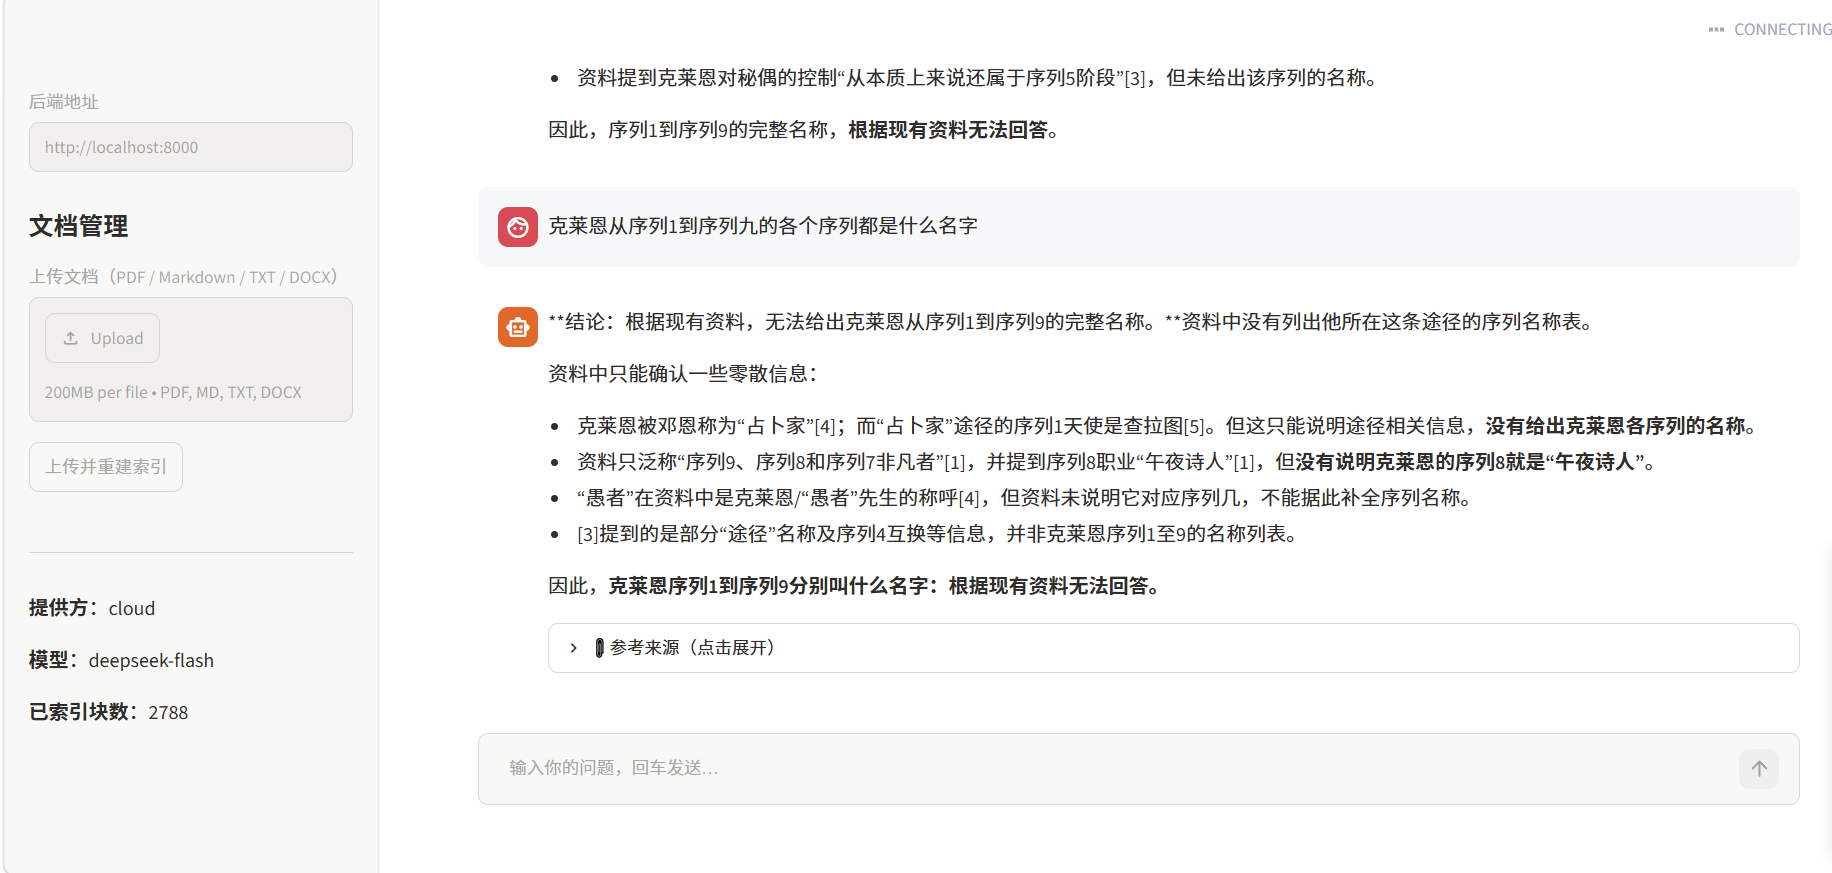 CONNECTING
后端地址
http://localhost:8000
文档管理
上传文档（PDF / Markdown / TXT / DOCX）
Upload
200MB per file • PDF, MD, TXT, DOCX
上传并重建索引
提供方：cloud
模型：deepseek-flash
已索引块数：2788
• 资料提到克莱恩对秘偶的控制“从本质上来说还属于序列5阶段”[3]，但未给出该序列的名称。
因此，序列1到序列9的完整名称，根据现有资料无法回答。
克莱恩从序列1到序列九的各个序列都是什么名字
**结论：根据现有资料，无法给出克莱恩从序列1到序列9的完整名称。**资料中没有列出他所在这条途径的序列名称表。
资料中只能确认一些零散信息：
• 克莱恩被邓恩称为“占卜家”[4]；而“占卜家”途径的序列1天使是查拉图[5]。但这只能说明途径相关信息，没有给出克莱恩各序列的名称。
• 资料只泛称“序列9、序列8和序列7非凡者”[1]，并提到序列8职业“午夜诗人”[1]，但没有说明克莱恩的序列8就是“午夜诗人”。
• “愚者”在资料中是克莱恩/“愚者”先生的称呼[4]，但资料未说明它对应序列几，不能据此补全序列名称。
• [3]提到的是部分“途径”名称及序列4互换等信息，并非克莱恩序列1至9的名称列表。
因此，克莱恩序列1到序列9分别叫什么名字：根据现有资料无法回答。
参考来源（点击展开）
输入你的问题，回车发送…